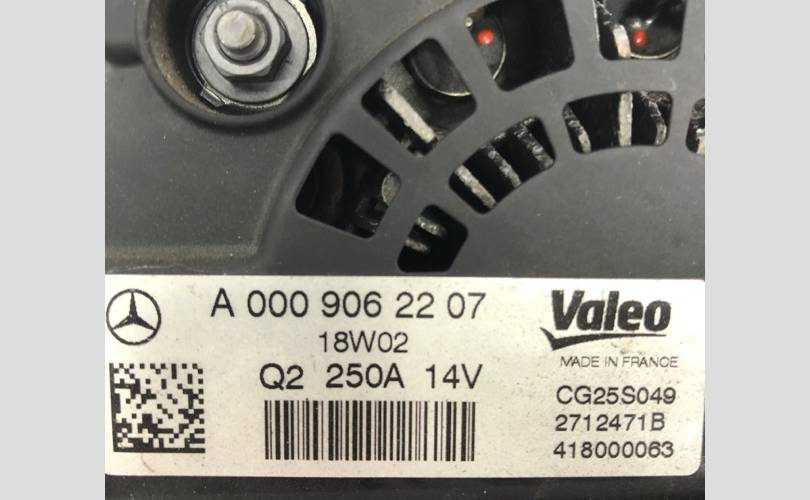 A 000 906 22 07
18W02
Q2 250A 14V
Valeo
MADE IN FRANCE
CG25S049
2712471B
418000063